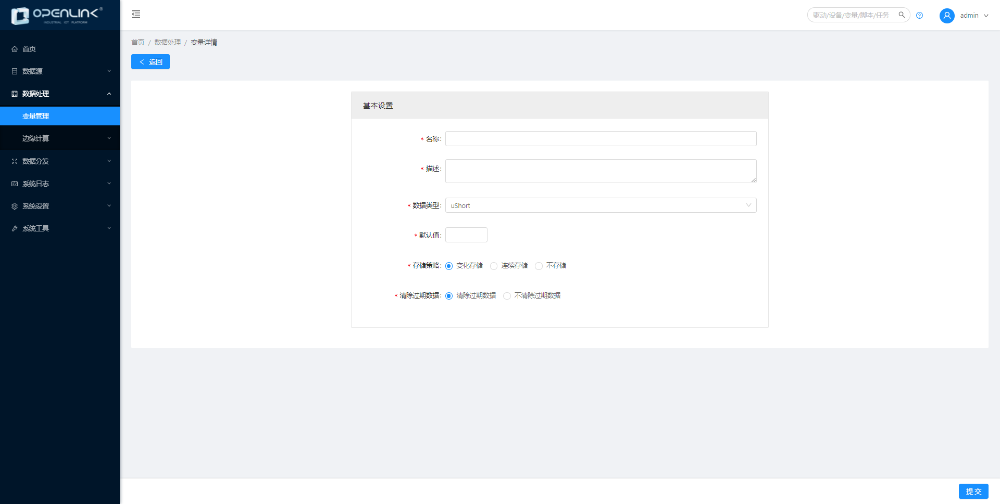 OPENLINK®
INDUSTRIAL IOT PLATFORM
首页
数据源
数据处理
变量管理
边缘计算
数据分发
系统日志
系统设置
系统工具
驱动/设备/变量/脚本/任务
admin
首页 / 数据处理 / 变量详情
返回
基本设置
* 名称:
* 描述:
* 数据类型: uShort
* 默认值:
* 存储策略: 变化存储 连续存储 不存储
* 清除过期数据: 清除过期数据 不清除过期数据
提交